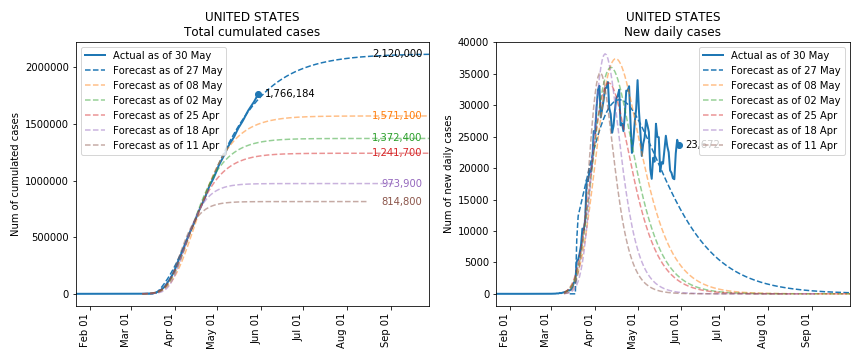 UNITED STATES
Total cumulated cases
Num of cumulated cases
2000000
1500000
1000000
500000
0
Actual as of 30 May
Forecast as of 27 May
Forecast as of 08 May
Forecast as of 02 May
Forecast as of 25 Apr
Forecast as of 18 Apr
Forecast as of 11 Apr
2,120,000
1,766,184
1,571,100
1,372,400
1,241,700
973,900
814,800
Feb 01
Mar 01
Apr 01
May 01
Jun 01
Jul 01
Aug 01
Sep 01
UNITED STATES
New daily cases
Num of new daily cases
40000
35000
30000
25000
20000
15000
10000
5000
0
Actual as of 30 May
Forecast as of 27 May
Forecast as of 08 May
Forecast as of 02 May
Forecast as of 25 Apr
Forecast as of 18 Apr
Forecast as of 11 Apr
Feb 01
Mar 01
Apr 01
May 01
Jun 01
Jul 01
Aug 01
Sep 01